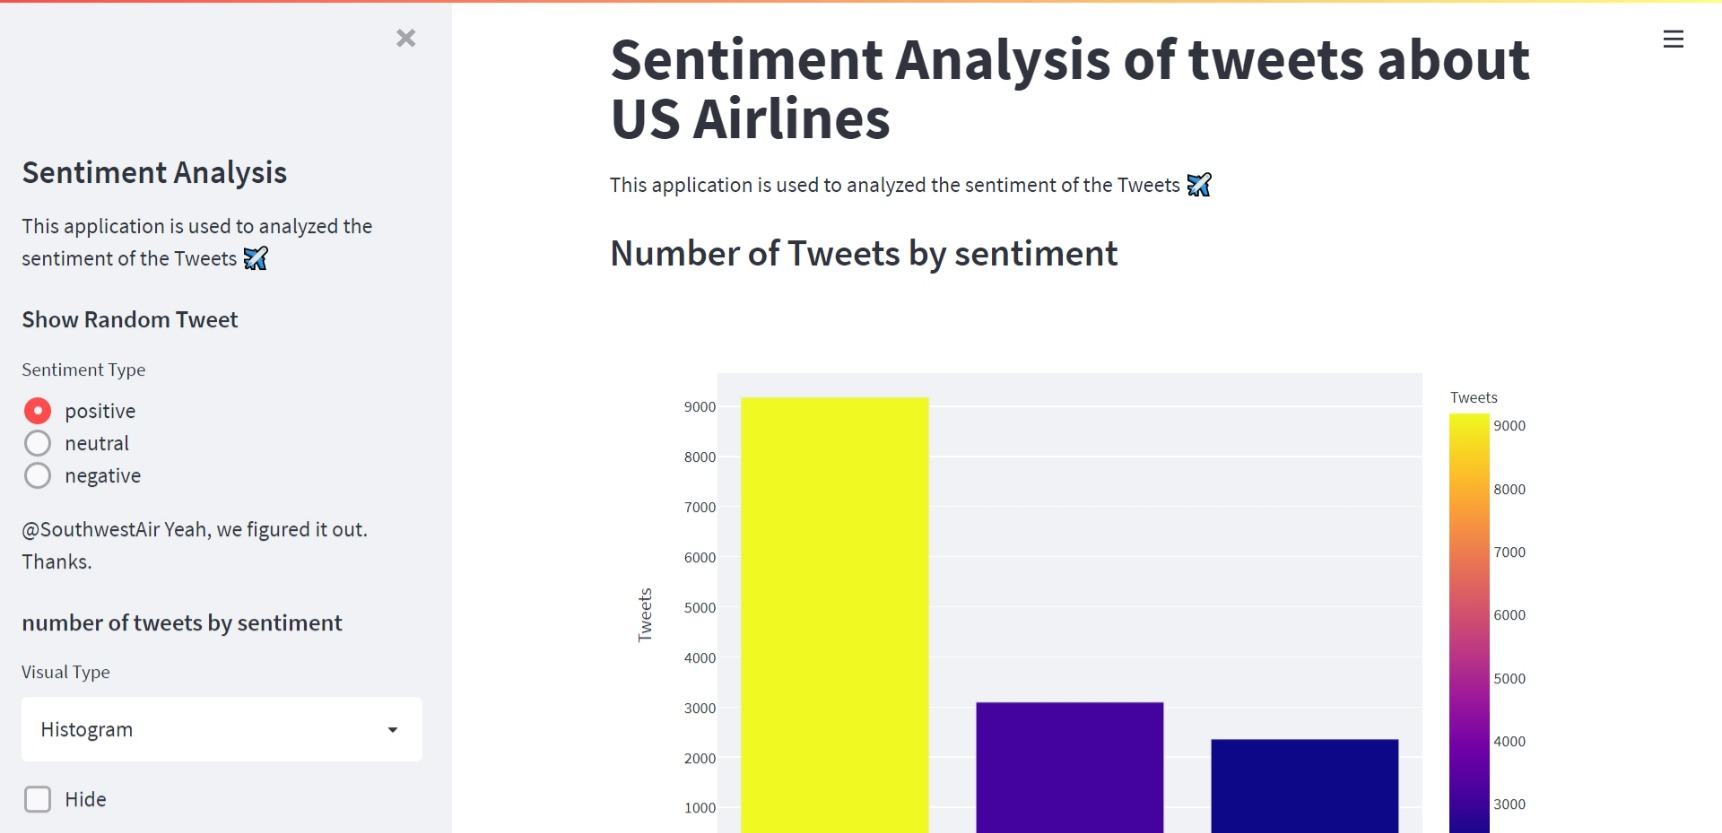 Sentiment Analysis
This application is used to analyzed the
sentiment of the Tweets ✈️
Show Random Tweet
Sentiment Type
positive
neutral
negative
@SouthwestAir Yeah, we figured it out.
Thanks.
number of tweets by sentiment
Visual Type
Histogram
Hide
Sentiment Analysis of tweets about
US Airlines
This application is used to analyzed the sentiment of the Tweets ✈️
Number of Tweets by sentiment
Tweets
9000
8000
7000
6000
5000
4000
3000
2000
1000
Tweets
9000
8000
7000
6000
5000
4000
3000